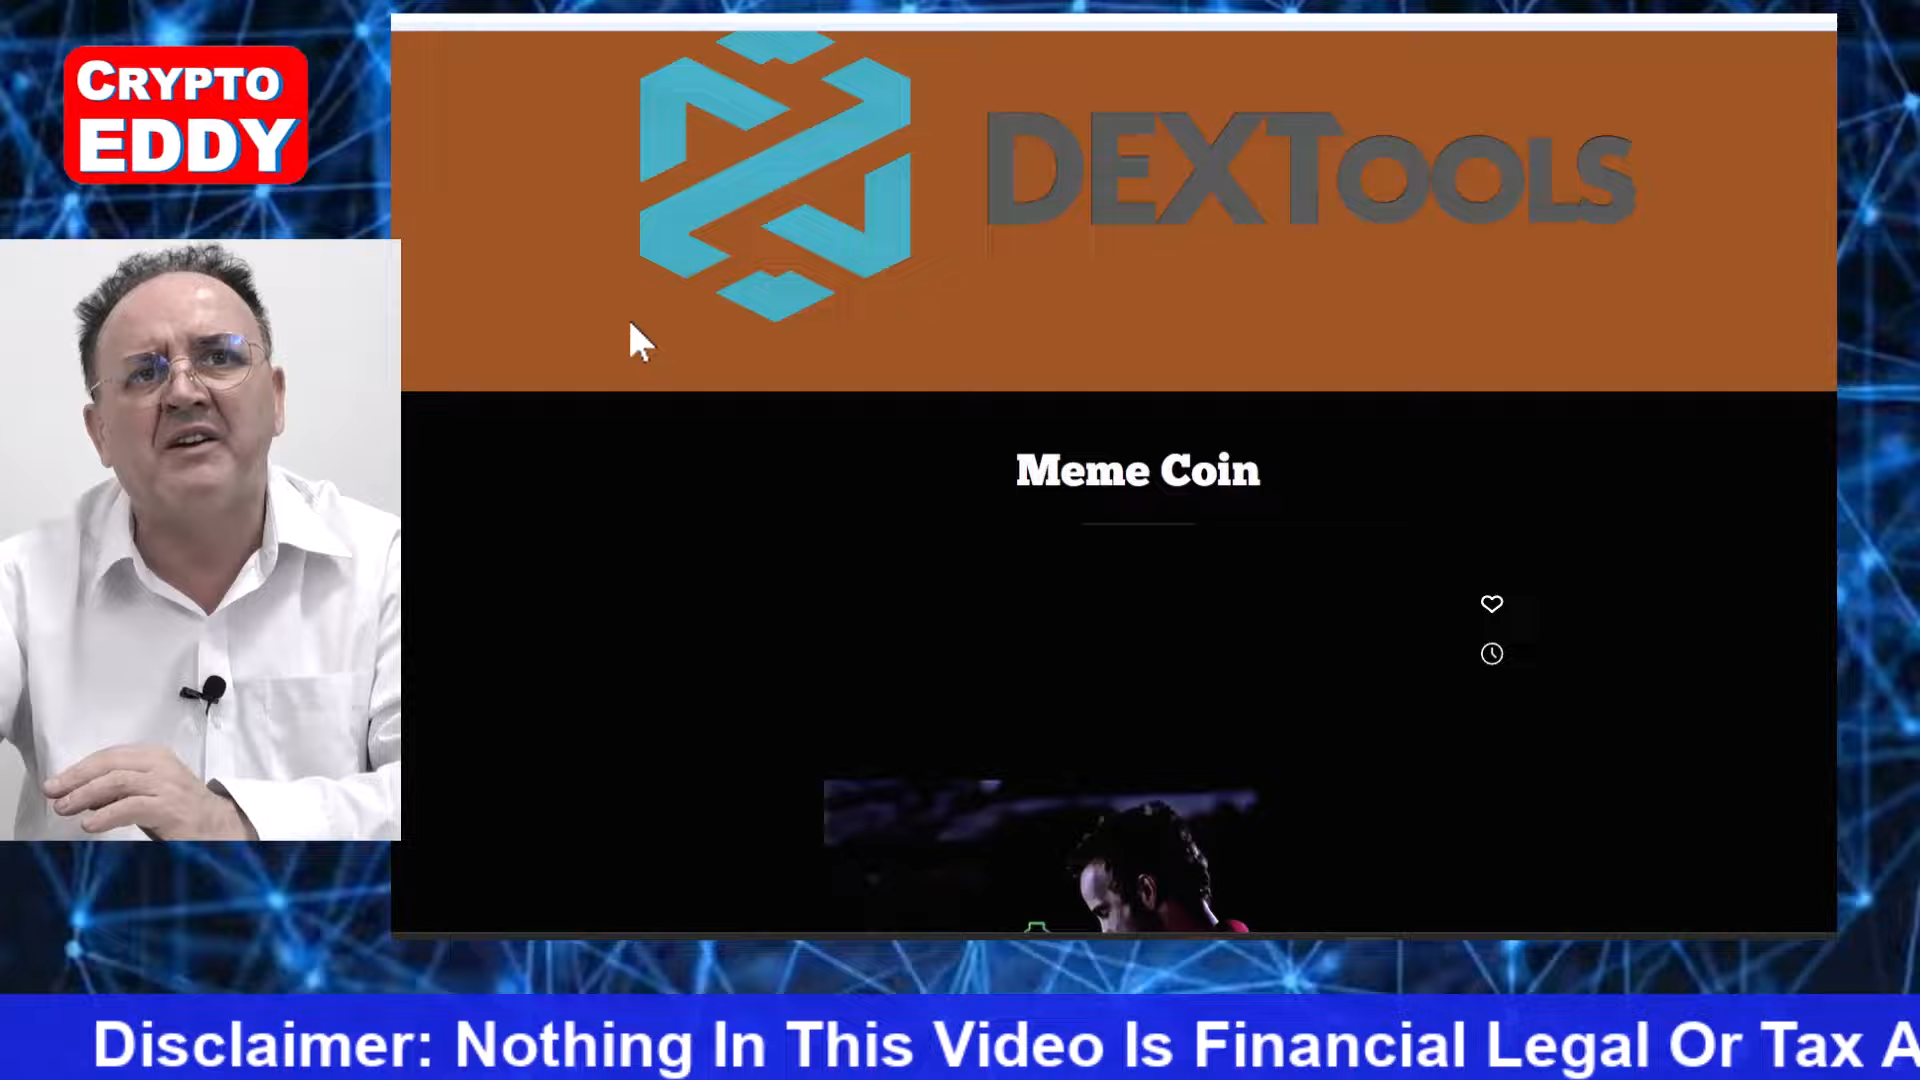 CRYPTO
EDDY
DEXTOOLS
Meme Coin
Disclaimer: Nothing In This Video Is Financial Legal Or Tax A